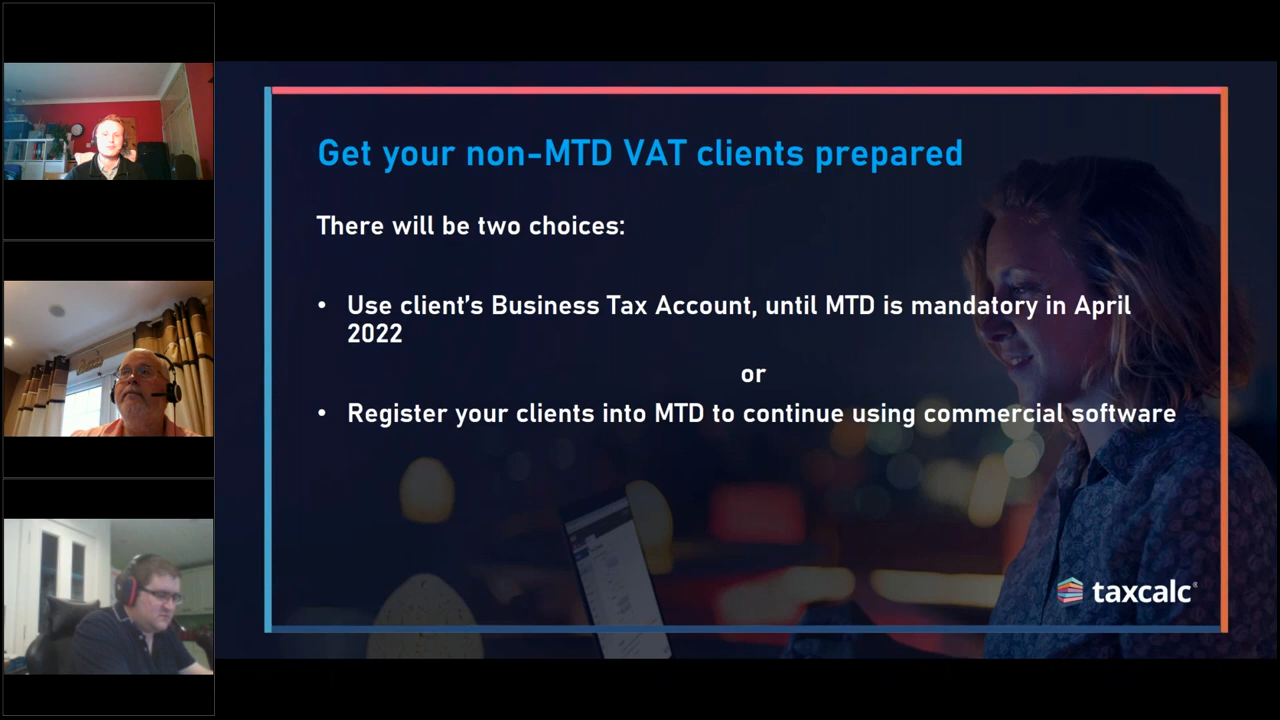 Get your non-MTD VAT clients prepared
There will be two choices:
• Use client's Business Tax Account, until MTD is mandatory in April
2022
or
• Register your clients into MTD to continue using commercial software
taxcalc